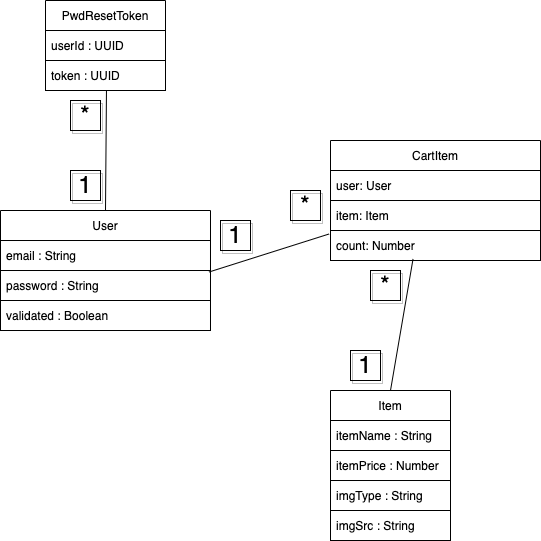 PwdResetToken
userId : UUID
token : UUID
*
1
User
email : String
password : String
validated : Boolean
1
*
CartItem
user: User
item: Item
count: Number
*
1
Item
itemName : String
itemPrice : Number
imgType : String
imgSrc : String